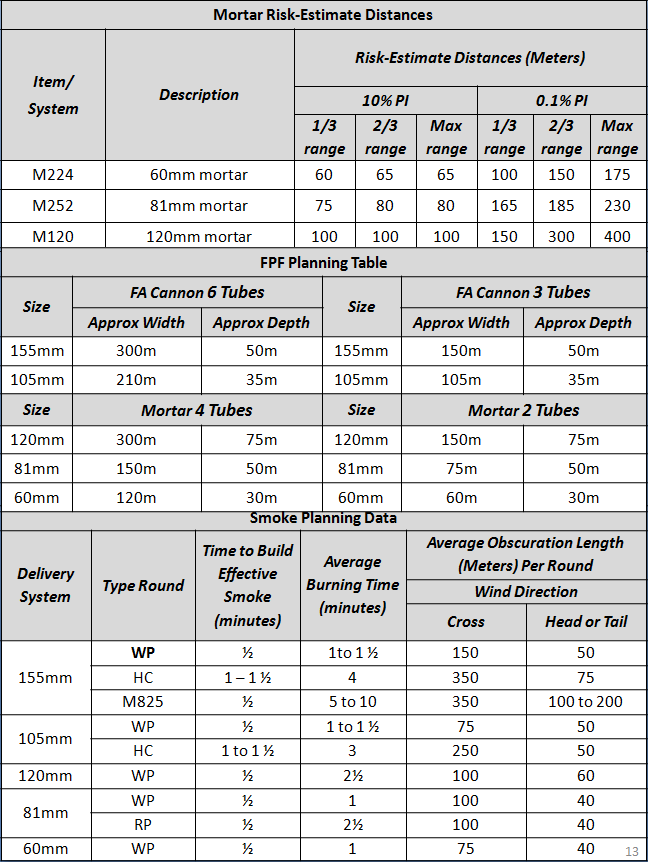 Mortar Risk-Estimate Distances
Item/ System Description Risk-Estimate Distances (Meters)
10% PI 0.1% PI
1/3 range 2/3 range Max range 1/3 range 2/3 range Max range
M224 60mm mortar 60 65 65 100 150 175
M252 81mm mortar 75 80 80 165 185 230
M120 120mm mortar 100 100 100 150 300 400
FPF Planning Table
Size FA Cannon 6 Tubes Size FA Cannon 3 Tubes
Approx Width Approx Depth Approx Width Approx Depth
155mm 300m 50m 155mm 150m 50m
105mm 210m 35m 105mm 105m 35m
Size Mortar 4 Tubes Size Mortar 2 Tubes
120mm 300m 75m 120mm 150m 75m
81mm 150m 50m 81mm 75m 50m
60mm 120m 30m 60mm 60m 30m
Smoke Planning Data
Delivery System Type Round Time to Build Effective Smoke (minutes) Average Burning Time (minutes) Average Obscuration Length (Meters) Per Round
Wind Direction
Cross Head or Tail
155mm WP ½ 1to 1 ½ 150 50
HC 1 – 1 ½ 4 350 75
M825 ½ 5 to 10 350 100 to 200
105mm WP ½ 1 to 1 ½ 75 50
HC 1 to 1 ½ 3 250 50
120mm WP ½ 2½ 100 60
81mm WP ½ 1 100 40
RP ½ 2½ 100 40
60mm WP ½ 1 75 40
13